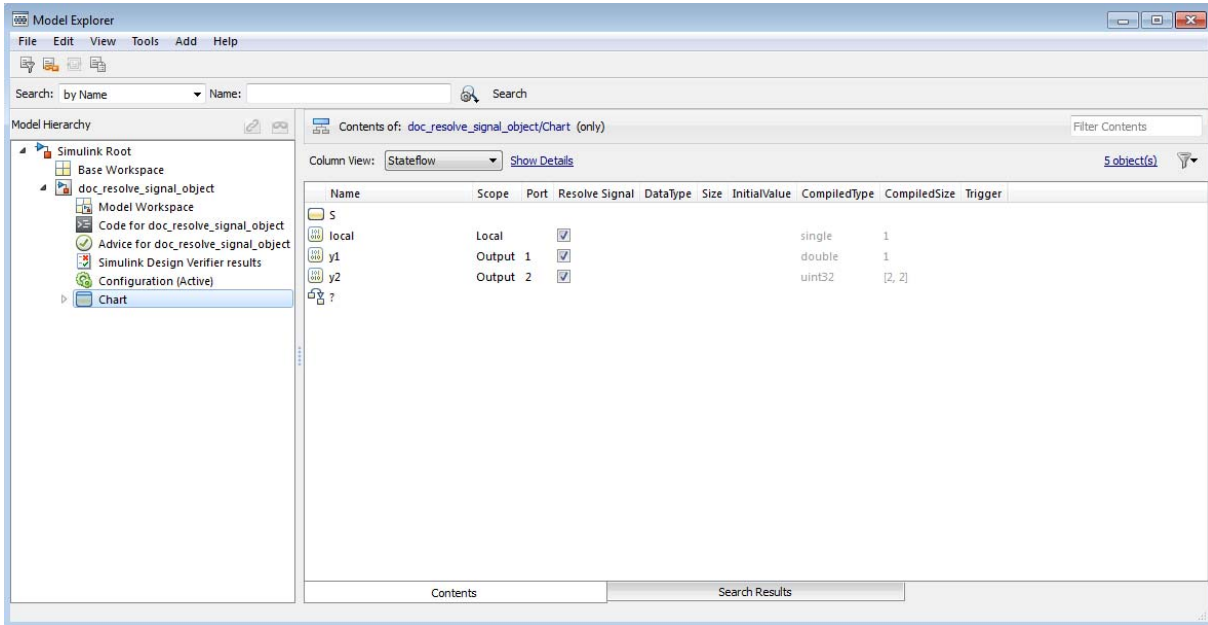 Model Explorer
File Edit View Tools Add Help
Search: by Name Name: Search
Model Hierarchy
Simulink Root
Base Workspace
doc_resolve_signal_object
Model Workspace
Code for doc_resolve_signal_object
Advice for doc_resolve_signal_object
Simulink Design Verifier results
Configuration (Active)
Chart
Contents of: doc_resolve_signal_object/Chart (only) Filter Contents
Column View: Stateflow Show Details 5 object(s)
Name Scope Port Resolve Signal DataType Size InitialValue CompiledType CompiledSize Trigger
S
local Local single 1
y1 Output 1 double 1
y2 Output 2 uint32 [2, 2]
?
Contents Search Results